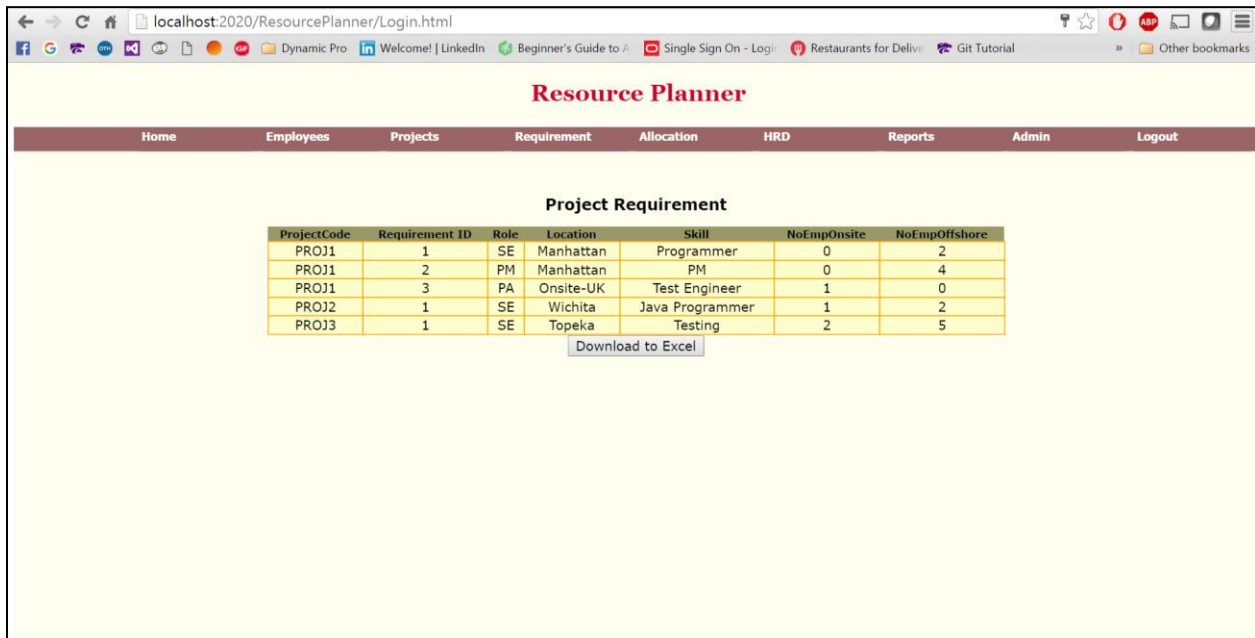 localhost:2020/ResourcePlanner/Login.html
ABP
f G OTN Dynamic Pro in Welcome! | LinkedIn Beginner's Guide to A Single Sign On - Logi Restaurants for Delive Git Tutorial » Other bookmarks
Resource Planner
Home Employees Projects Requirement Allocation HRD Reports Admin Logout
Project Requirement
ProjectCode Requirement ID Role Location Skill NoEmpOnsite NoEmpOffshore
PROJ1 1 SE Manhattan Programmer 0 2
PROJ1 2 PM Manhattan PM 0 4
PROJ1 3 PA Onsite-UK Test Engineer 1 0
PROJ2 1 SE Wichita Java Programmer 1 2
PROJ3 1 SE Topeka Testing 2 5
Download to Excel